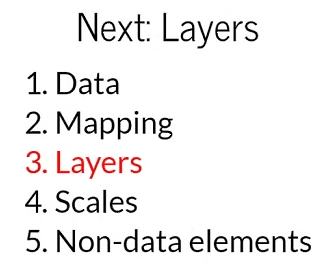 Next: Layers
1. Data
2. Mapping
3. Layers
4. Scales
5. Non-data elements